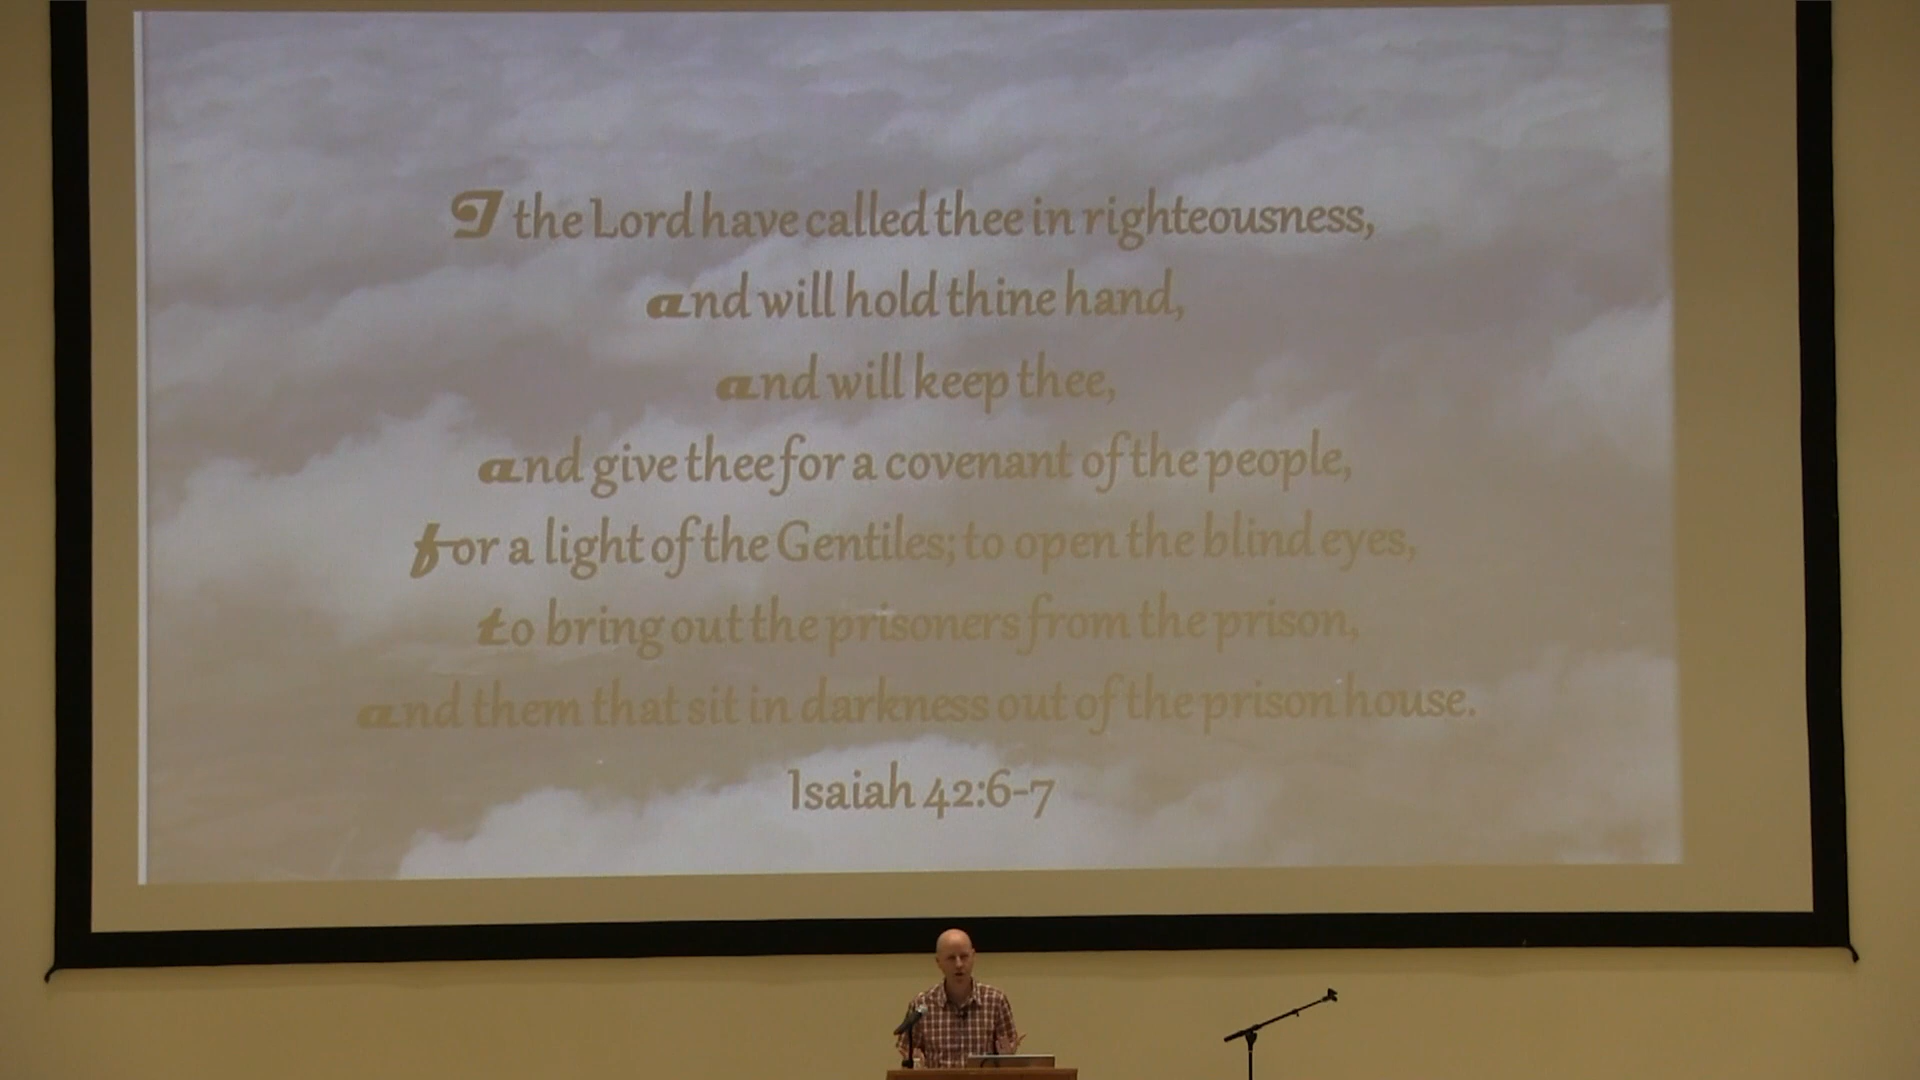 I the Lord have called thee in righteousness,
and will hold thine hand,
and will keep thee,
and give thee for a covenant of the people,
for a light of the Gentiles; to open the blind eyes,
to bring out the prisoners from the prison,
and them that sit in darkness out of the prison house.
Isaiah 42:6-7